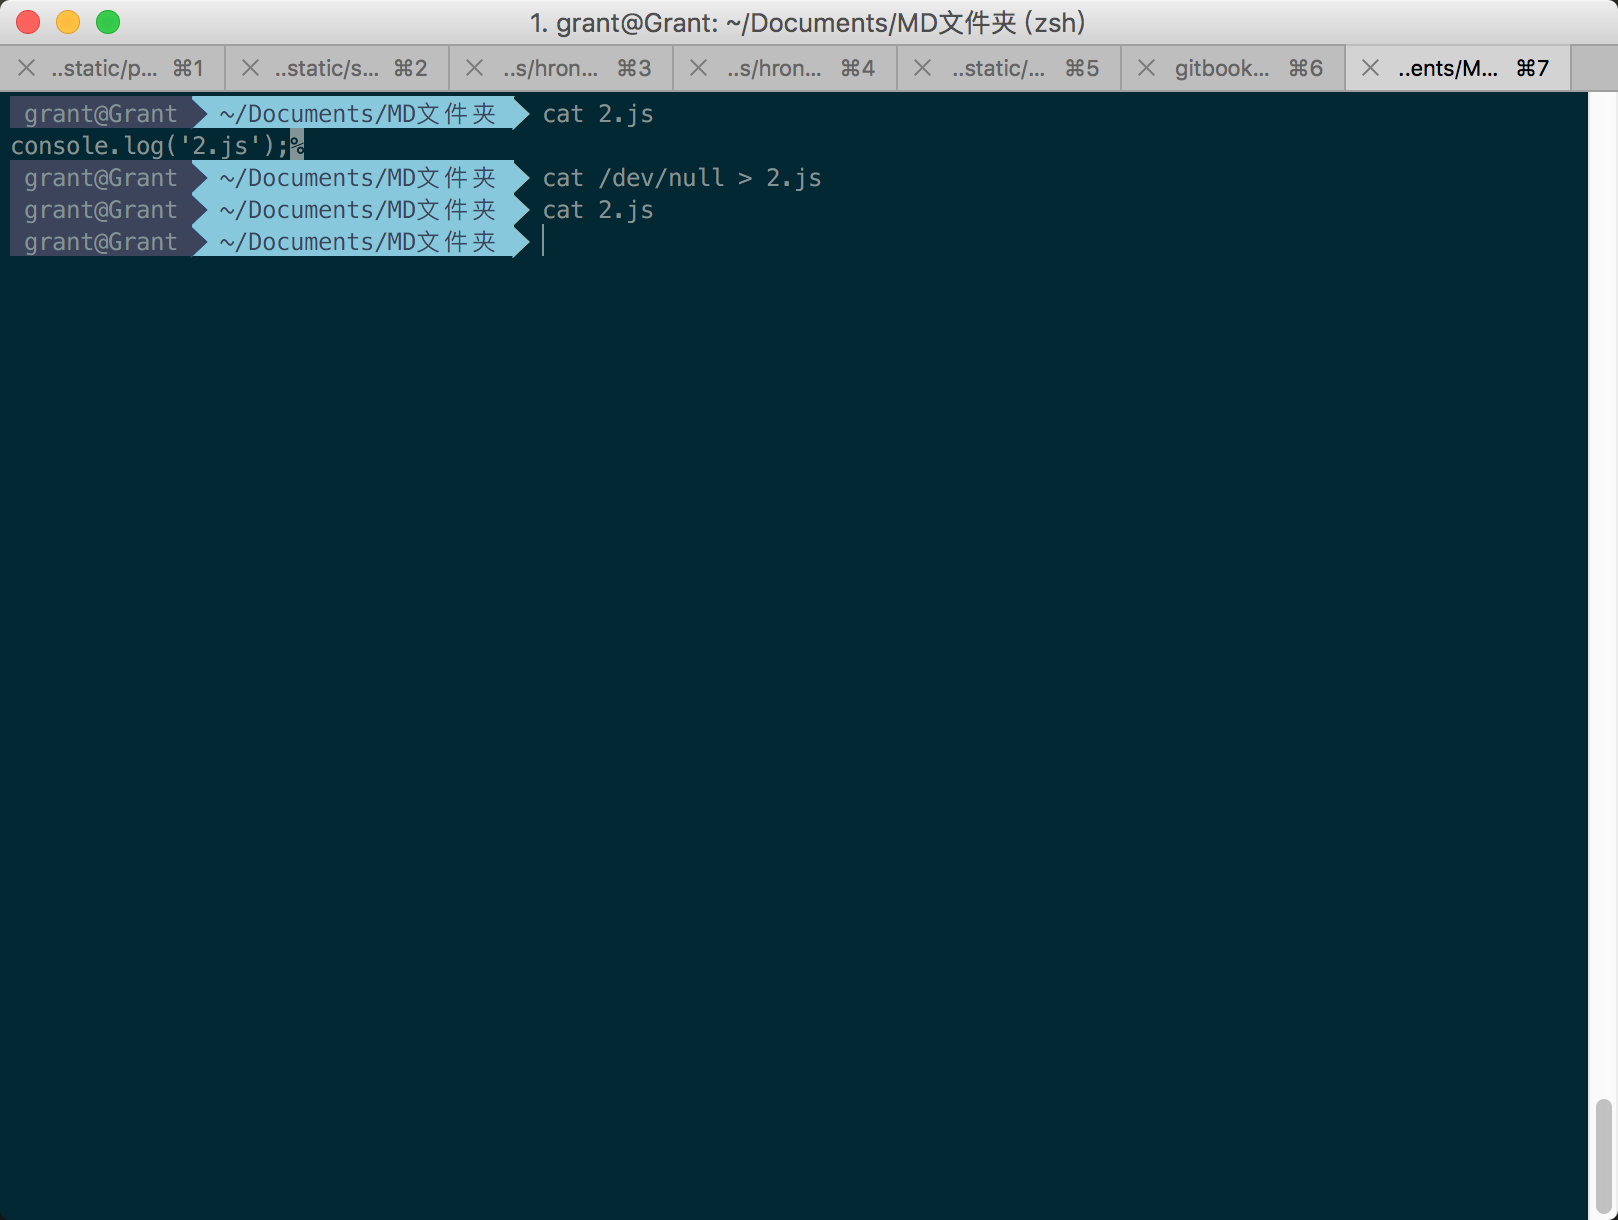 1. grant@Grant: ~/Documents/MD文件夹 (zsh)
..static/p... ⌘1 ..static/s... ⌘2 ..s/hron... ⌘3 ..s/hron... ⌘4 ..static/... ⌘5 gitbook... ⌘6 ..ents/M... ⌘7
grant@Grant ~/Documents/MD文件夹 cat 2.js
console.log('2.js');%
grant@Grant ~/Documents/MD文件夹 cat /dev/null > 2.js
grant@Grant ~/Documents/MD文件夹 cat 2.js
grant@Grant ~/Documents/MD文件夹